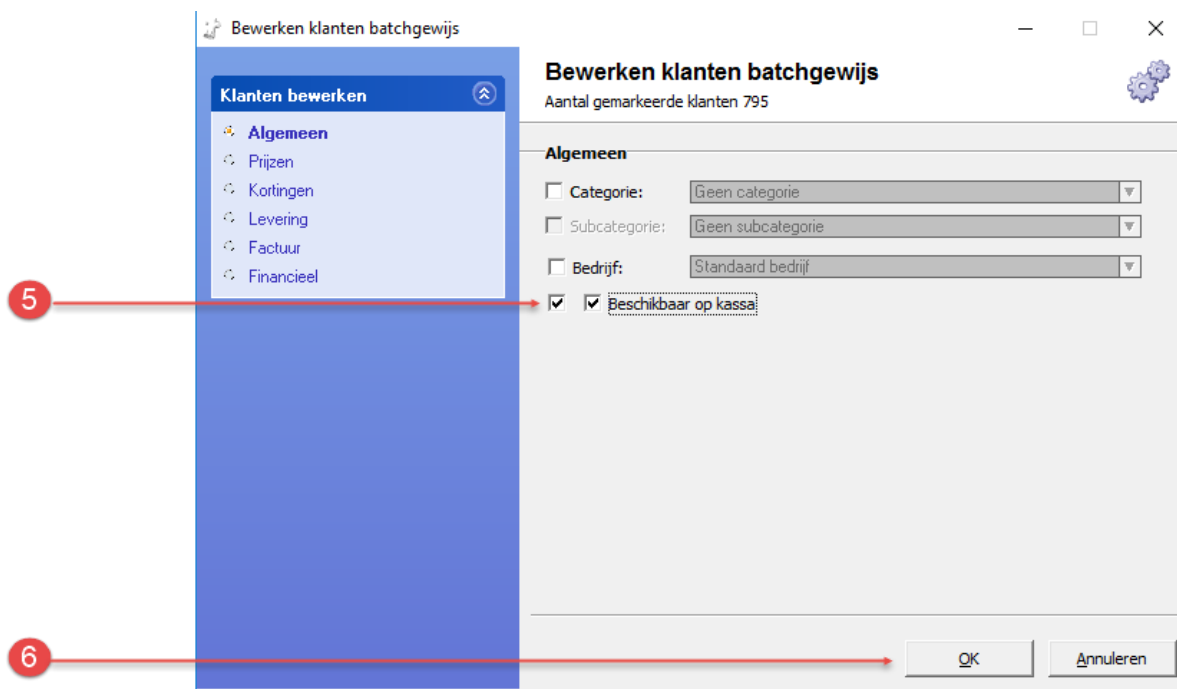 Bewerken klanten batchgewijs
Klanten bewerken
Algemeen
Prijzen
Kortingen
Levering
Factuur
Financieel
Bewerken klanten batchgewijs
Aantal gemarkeerde klanten 795
Algemeen
Categorie: Geen categorie
Subcategorie: Geen subcategorie
Bedrijf: Standaard bedrijf
5
Beschikbaar op kassa
6
OK Annuleren